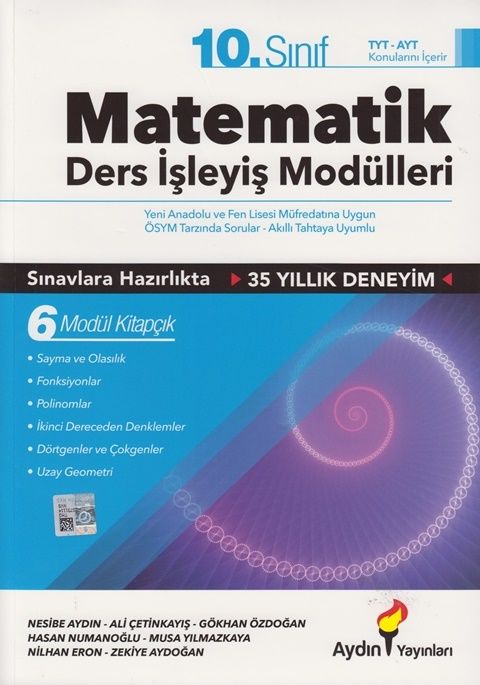 10.Sınıf
TYT - AYT
Konularını İçerir
Matematik
Ders İşleyiş Modülleri
Yeni Anadolu ve Fen Lisesi Müfredatına Uygun
ÖSYM Tarzında Sorular - Akıllı Tahtaya Uyumlu
Sınavlara Hazırlıkta
35 YILLIK DENEYİM
6 Modül Kitapçık
• Sayma ve Olasılık
• Fonksiyonlar
• Polinomlar
• İkinci Dereceden Denklemler
• Dörtgenler ve Çokgenler
• Uzay Geometri
NESİBE AYDIN - ALİ ÇETİNKAYIŞ - GÖKHAN ÖZDOĞAN
HASAN NUMANOĞLU - MUSA YILMAZKAYA
NİLHAN ERON - ZEKİYE AYDOĞAN
Aydın Yayınları